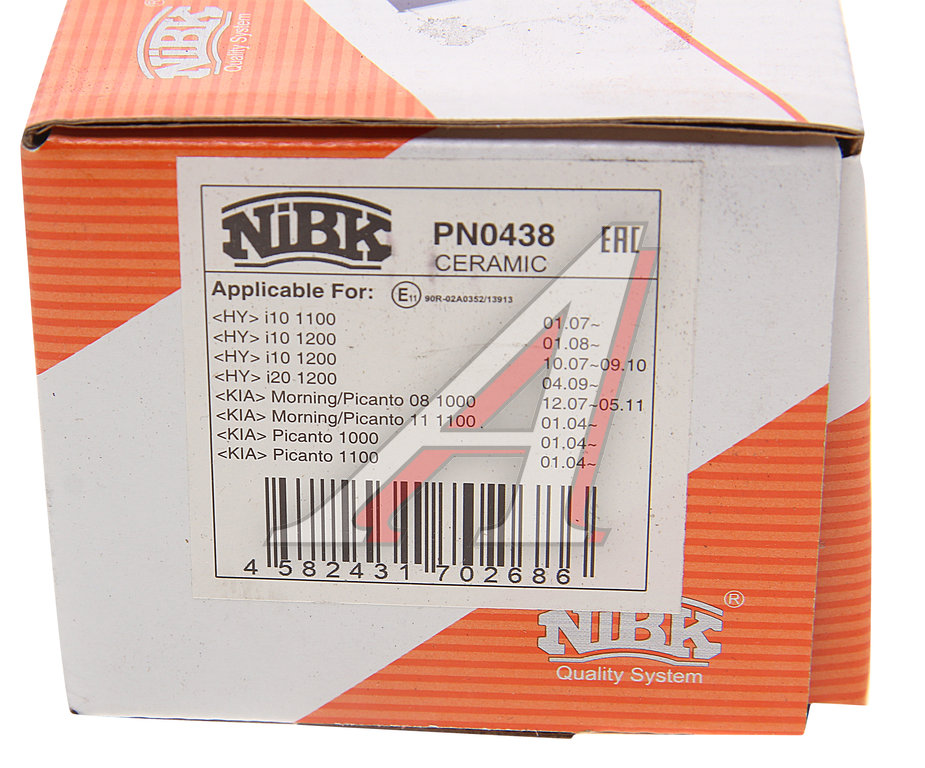 NiBK ®
Quality System
NiBK
PN0438
CERAMIC
EAC
Applicable For:
E11 90R-02A0352/13913
<HY> i10 1100 01.07~
<HY> i10 1200 01.08~
<HY> i10 1200 10.07~09.10
<HY> i20 1200 04.09~
<KIA> Morning/Picanto 08 1000 12.07~05.11
<KIA> Morning/Picanto 11 1100 01.04~
<KIA> Picanto 1000 01.04~
<KIA> Picanto 1100 01.04~
4 582431 702686
NiBK ®
Quality System